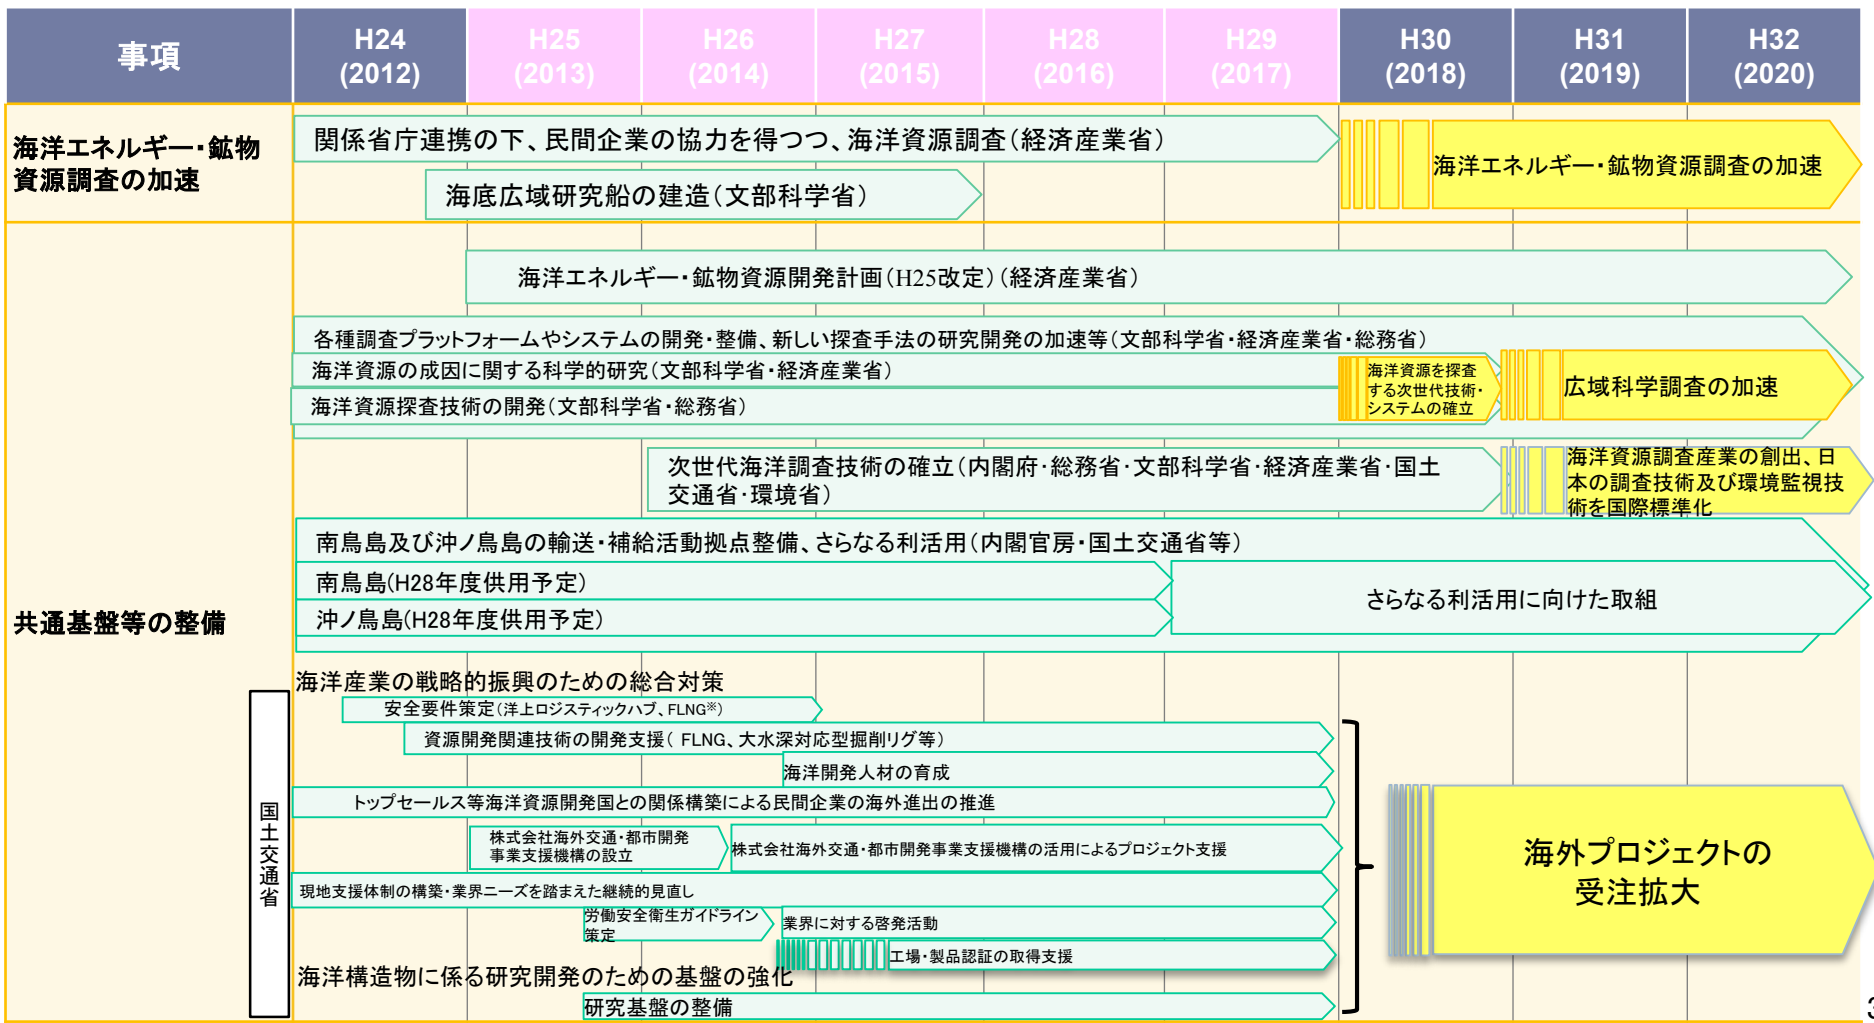 事項
H24
(2012)
H25
(2013)
H26
(2014)
H27
(2015)
H28
(2016)
H29
(2017)
H30
(2018)
H31
(2019)
H32
(2020)
海洋エネルギー・鉱物
資源調査の加速
関係省庁連携の下、民間企業の協力を得つつ、海洋資源調査(経済産業省)
海底広域研究船の建造(文部科学省)
海洋エネルギー・鉱物資源調査の加速
共通基盤等の整備
海洋エネルギー・鉱物資源開発計画(H25改定)(経済産業省)
各種調査プラットフォームやシステムの開発・整備、新しい探査手法の研究開発の加速等(文部科学省・経済産業省・総務省)
海洋資源の成因に関する科学的研究(文部科学省・経済産業省)
海洋資源探査技術の開発(文部科学省・総務省)
海洋資源を探査
する次世代技術・
システムの確立
広域科学調査の加速
次世代海洋調査技術の確立(内閣府・総務省・文部科学省・経済産業省・国土
交通省・環境省)
海洋資源調査産業の創出、日
本の調査技術及び環境監視技
術を国際標準化
南鳥島及び沖ノ鳥島の輸送・補給活動拠点整備、さらなる利活用(内閣官房・国土交通省等)
南鳥島(H28年度供用予定)
沖ノ鳥島(H28年度供用予定)
さらなる利活用に向けた取組
国土交通省
海洋産業の戦略的振興のための総合対策
安全要件策定(洋上ロジスティックハブ、FLNG※)
資源開発関連技術の開発支援( FLNG、大水深対応型掘削リグ等)
海洋開発人材の育成
トップセールス等海洋資源開発国との関係構築による民間企業の海外進出の推進
株式会社海外交通・都市開発
事業支援機構の設立
株式会社海外交通・都市開発事業支援機構の活用によるプロジェクト支援
現地支援体制の構築・業界ニーズを踏まえた継続的見直し
労働安全衛生ガイドライン
策定
業界に対する啓発活動
工場・製品認証の取得支援
海洋構造物に係る研究開発のための基盤の強化
研究基盤の整備
海外プロジェクトの
受注拡大